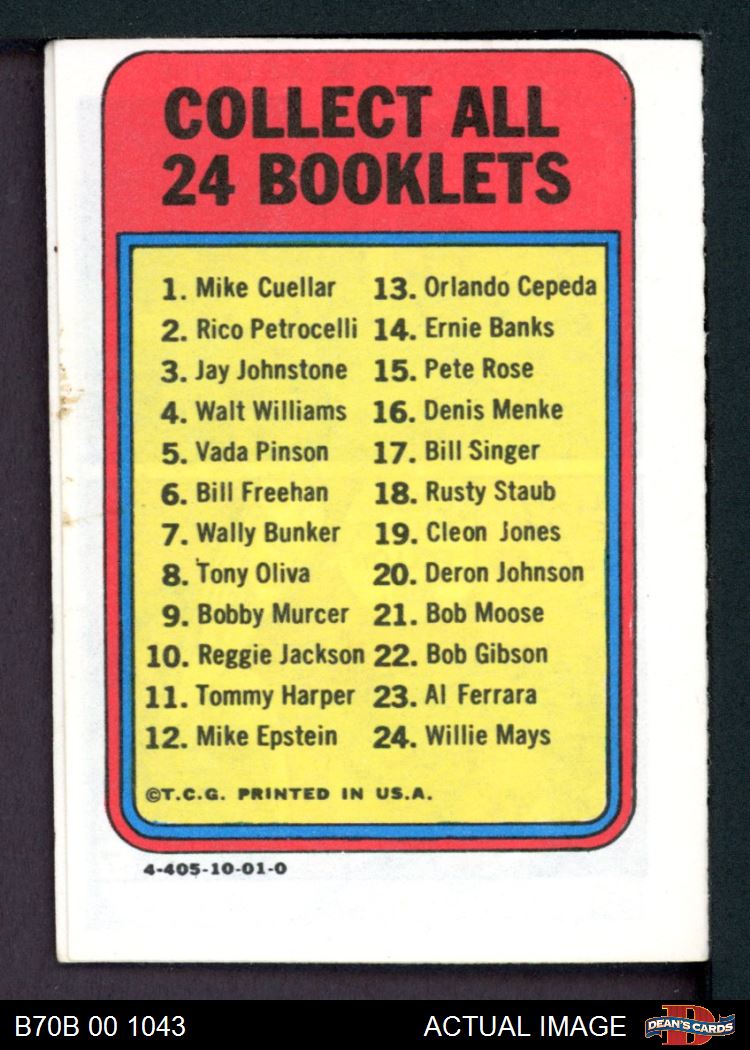 COLLECT ALL
24 BOOKLETS
1. Mike Cuellar
2. Rico Petrocelli
3. Jay Johnstone
4. Walt Williams
5. Vada Pinson
6. Bill Freehan
7. Wally Bunker
8. Tony Oliva
9. Bobby Murcer
10. Reggie Jackson
11. Tommy Harper
12. Mike Epstein
13. Orlando Cepeda
14. Ernie Banks
15. Pete Rose
16. Denis Menke
17. Bill Singer
18. Rusty Staub
19. Cleon Jones
20. Deron Johnson
21. Bob Moose
22. Bob Gibson
23. Al Ferrara
24. Willie Mays
©T.C.G. PRINTED IN U.S.A.
4-405-10-01-0
B70B 00 1043
ACTUAL IMAGE
D
DEAN'S CARDS